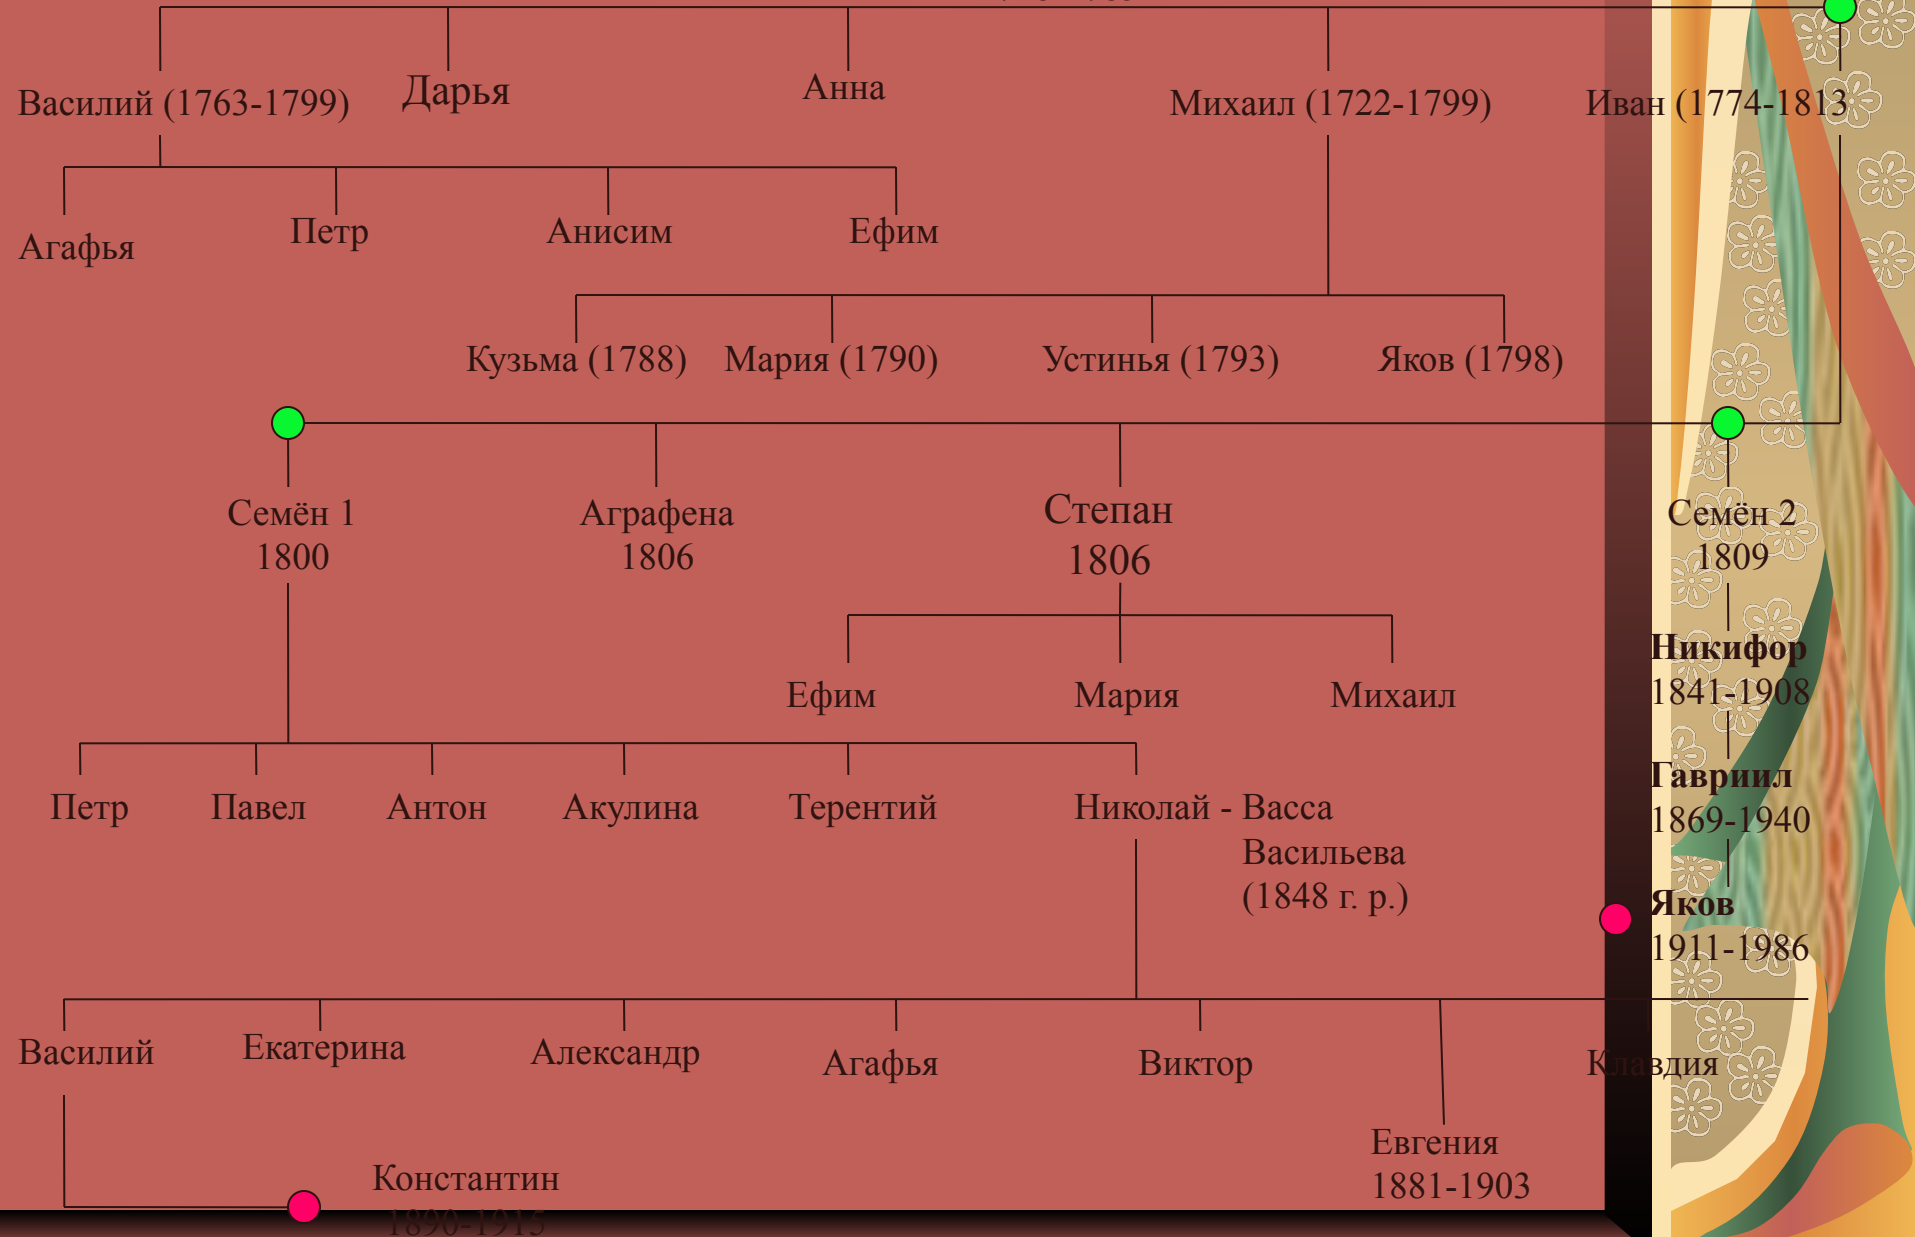 Василий (1763-1799)
Дарья
Анна
Михаил (1722-1799)
Иван (1774-1813
Агафья
Петр
Анисим
Ефим
Кузьма (1788)
Мария (1790)
Устинья (1793)
Яков (1798)
Семён 1
1800
Аграфена
1806
Степан
1806
Семён 2
1809
Никифор
1841-1908
Ефим
Мария
Михаил
Гавриил
1869-1940
Петр
Павел
Антон
Акулина
Терентий
Николай - Васса
Васильева
(1848 г. р.)
Яков
1911-1986
Василий
Екатерина
Александр
Агафья
Виктор
Клавдия
Евгения
1881-1903
Константин
1890-1915